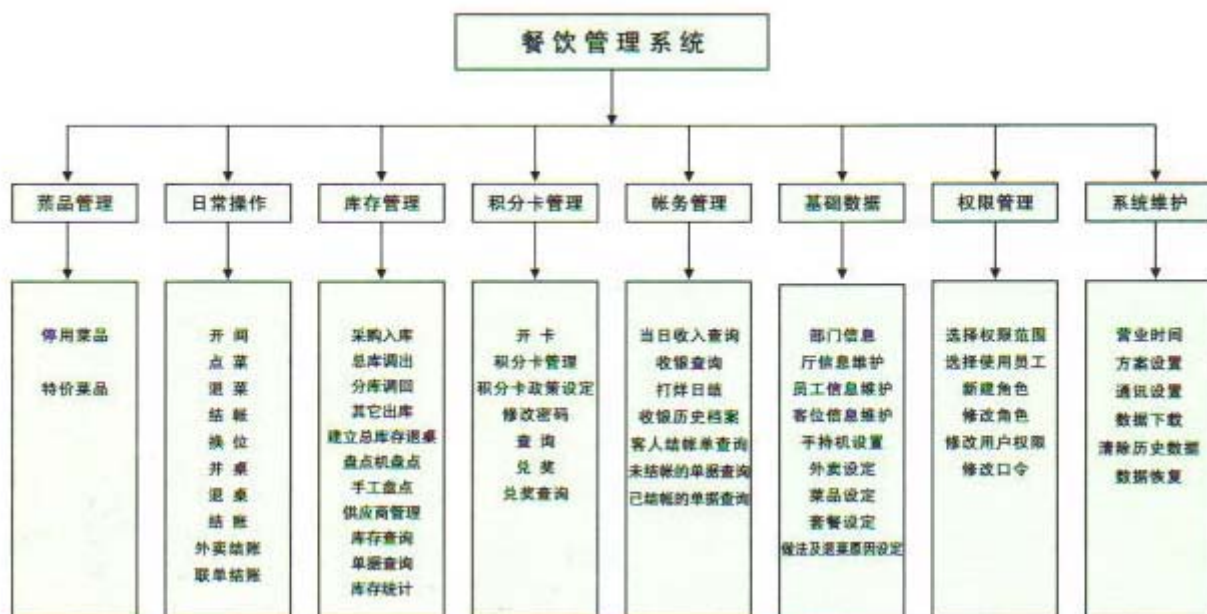 餐饮管理系统
菜品管理
日常操作
库存管理
积分卡管理
帐务管理
基础数据
权限管理
系统维护
停用菜品
特价菜品
开间
点菜
退菜
结帐
换位
并桌
退桌
结账
外卖结账
联单结账
采购入库
总库调出
分库调回
其它出库
建立总库存退桌
盘点机盘点
手工盘点
供应商管理
库存查询
单据查询
库存统计
开卡
积分卡管理
积分卡政策设定
修改密码
查询
兑奖
兑奖查询
当日收入查询
收银查询
打烊日结
收银历史档案
客人结帐单查询
未结帐的单据查询
已结帐的单据查询
部门信息
厅信息维护
员工信息维护
客位信息维护
手持机设置
外卖设定
菜品设定
套餐设定
做法及退菜原因设定
选择权限范围
选择使用员工
新建角色
修改角色
修改用户权限
修改口令
营业时间
方案设置
通讯设置
数据下载
清除历史数据
数据恢复